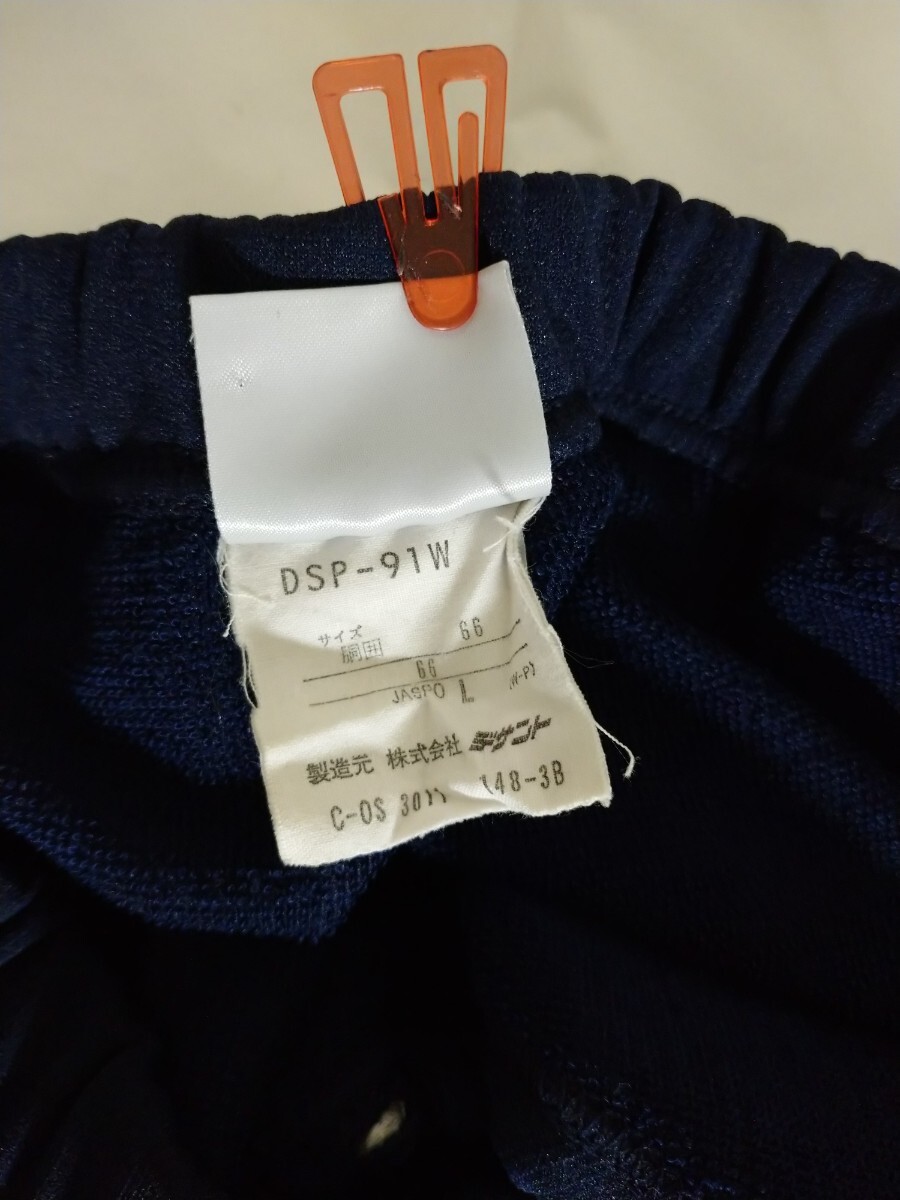 DSP-91W
サイズ
胴囲 66
66
JASPO L (W-P)
製造元 株式会社 デサント
C-OS 148-3B